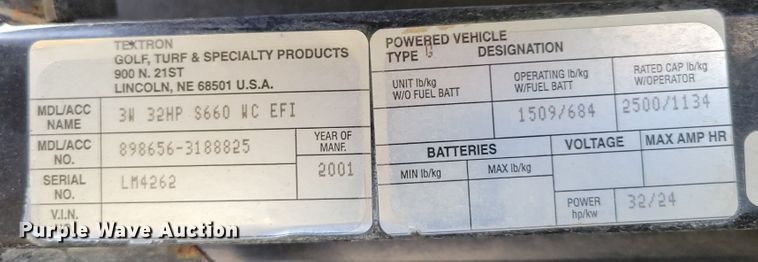 TEXTRON
GOLF, TURF & SPECIALTY PRODUCTS
900 N. 21ST
LINCOLN, NE 68501 U.S.A.
MDL/ACC NAME 3W 32HP S660 WC EFI
MDL/ACC NO. 898656-3188825 YEAR OF MANF. 2001
SERIAL NO. LM4262
V.I.N.
POWERED VEHICLE
TYPE G DESIGNATION
UNIT lb/kg W/O FUEL BATT
OPERATING lb/kg W/FUEL BATT
RATED CAP lb/kg W/OPERATOR
1509/684 2500/1134
BATTERIES VOLTAGE MAX AMP HR
MIN lb/kg MAX lb/kg
POWER hp/kw 32/24
Purple Wave Auction